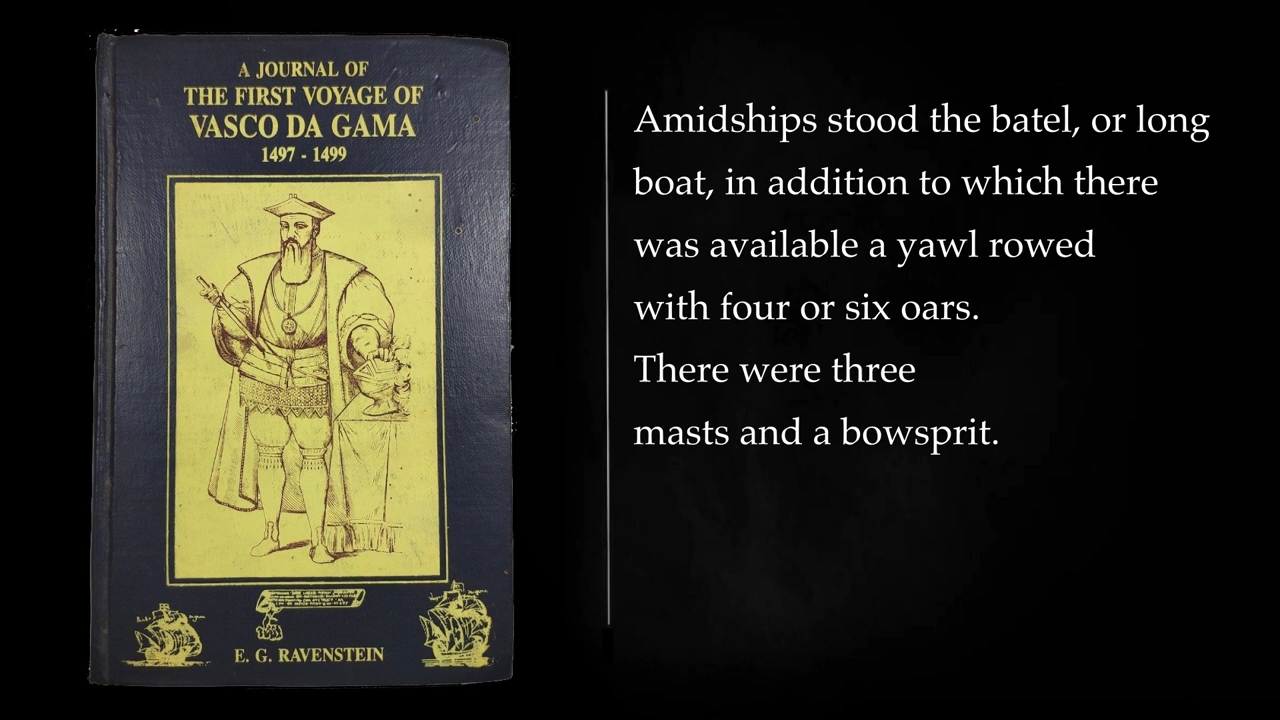 A JOURNAL OF
THE FIRST VOYAGE OF
VASCO DA GAMA
1497 - 1499
E. G. RAVENSTEIN
Amidships stood the batel, or long
boat, in addition to which there
was available a yawl rowed
with four or six oars.
There were three
masts and a bowsprit.